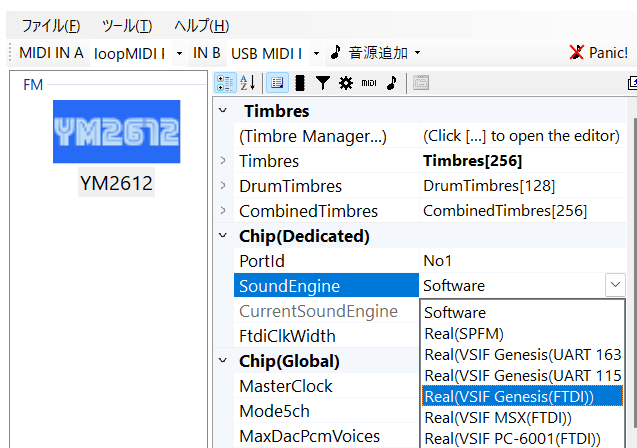 ファイル(F) ツール(T) ヘルプ(H)
MIDI IN A loopMIDI IN B USB MIDI 音源追加 Panic!
FM
YM2612
YM2612
Timbres
(Timbre Manager...) (Click [...] to open the editor)
Timbres Timbres[256]
DrumTimbres DrumTimbres[128]
CombinedTimbres CombinedTimbres[256]
Chip(Dedicated)
PortId No1
SoundEngine Software
CurrentSoundEngine Software
FtdiClkWidth Real(SPFM)
Real(VSIF Genesis(UART 163
Chip(Global) Real(VSIF Genesis(UART 115
MasterClock Real(VSIF Genesis(FTDI))
Mode5ch Real(VSIF MSX(FTDI))
MaxDacPcmVoices Real(VSIF PC-6001(FTDI))